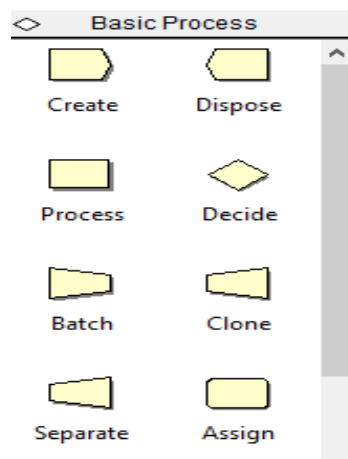 Basic Process
Create Dispose
Process Decide
Batch Clone
Separate Assign